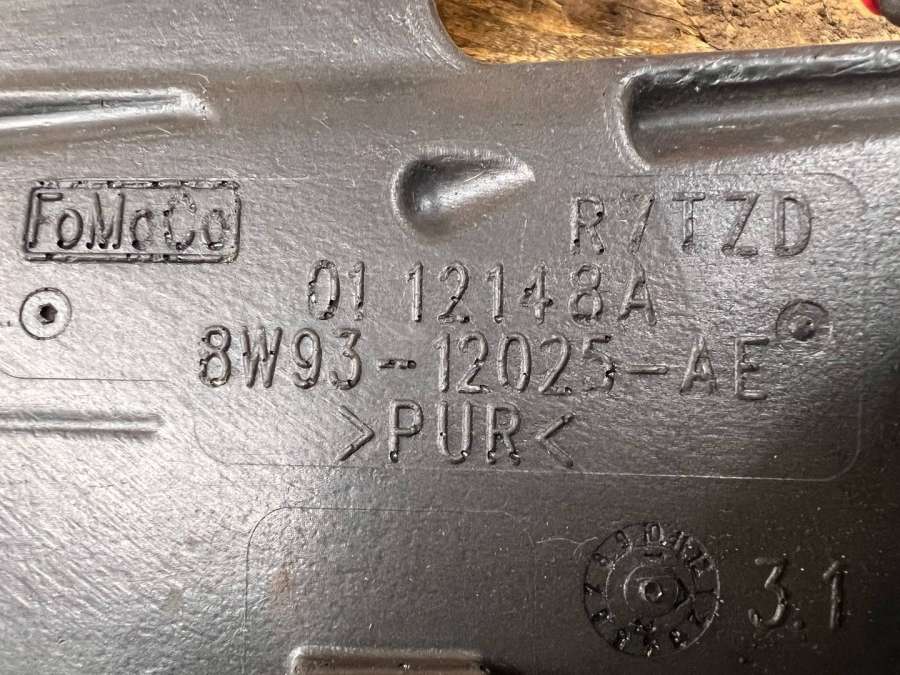 FoMoCo
R7TZD
01 12148A
8W93-12025-AE
>PUR<
3.1